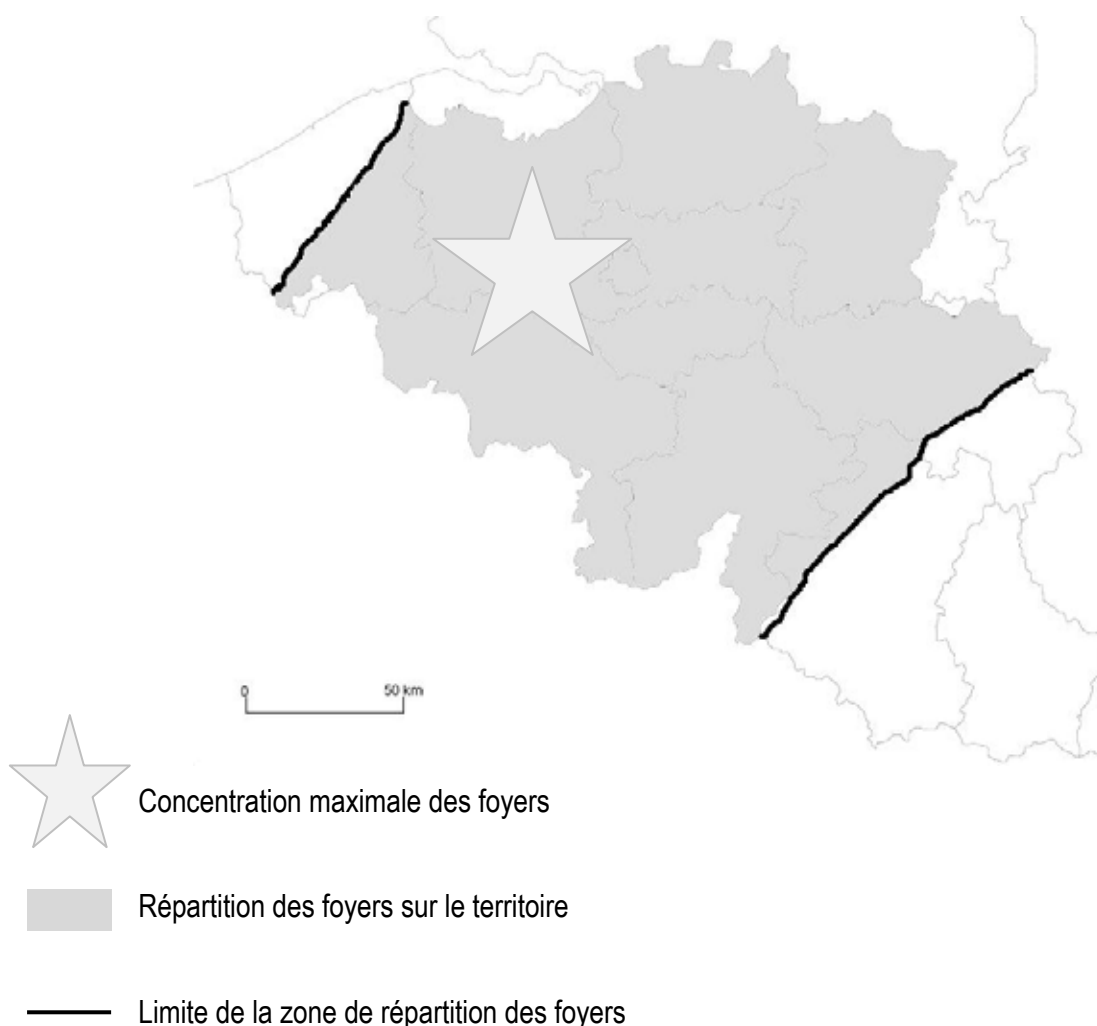 0 50 km
Concentration maximale des foyers
Répartition des foyers sur le territoire
Limite de la zone de répartition des foyers